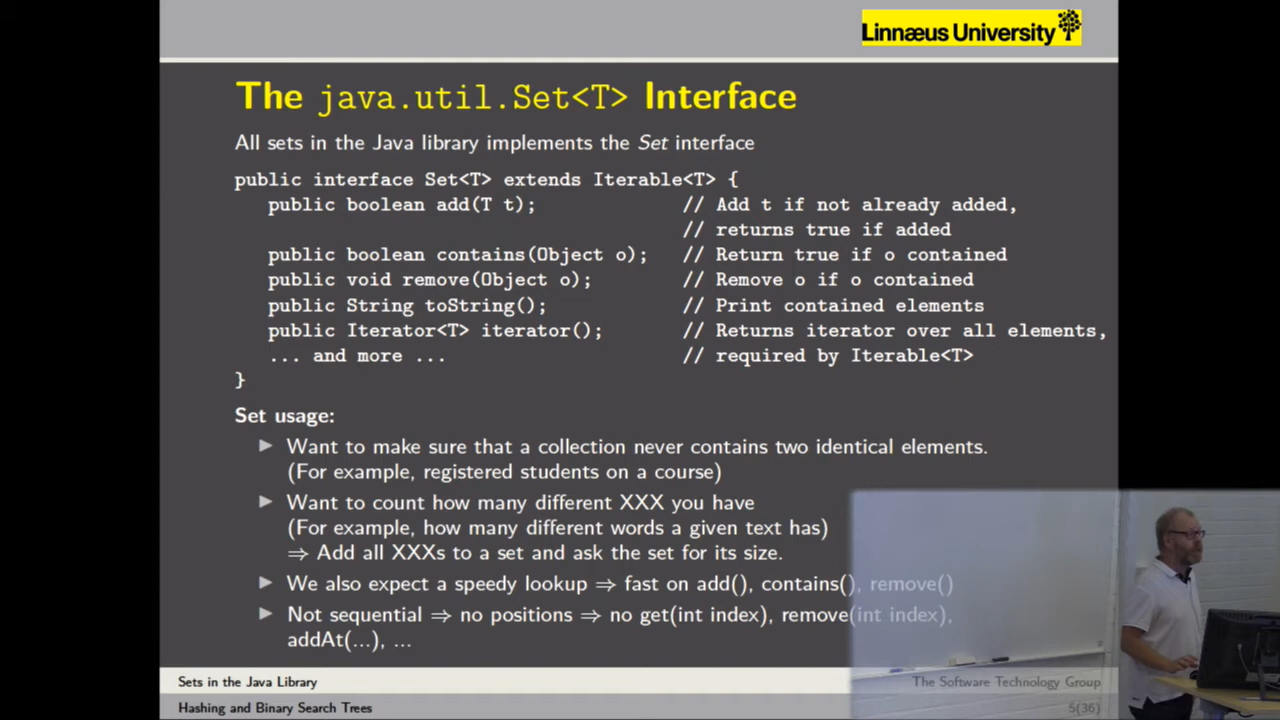 Linnæus University
The java.util.Set<T> Interface
All sets in the Java library implements the Set interface
public interface Set<T> extends Iterable<T> {
public boolean add(T t); // Add t if not already added,
// returns true if added
public boolean contains(Object o); // Return true if o contained
public void remove(Object o); // Remove o if o contained
public String toString(); // Print contained elements
public Iterator<T> iterator(); // Returns iterator over all elements,
... and more ... // required by Iterable<T>
}
Set usage:
▶ Want to make sure that a collection never contains two identical elements.
(For example, registered students on a course)
▶ Want to count how many different XXX you have
(For example, how many different words a given text has)
⇒ Add all XXXs to a set and ask the set for its size.
▶ We also expect a speedy lookup ⇒ fast on add(), contains(), remove()
▶ Not sequential ⇒ no positions ⇒ no get(int index), remove(int index),
addAt(...), ...
Sets in the Java Library The Software Technology Group
Hashing and Binary Search Trees 5(36)